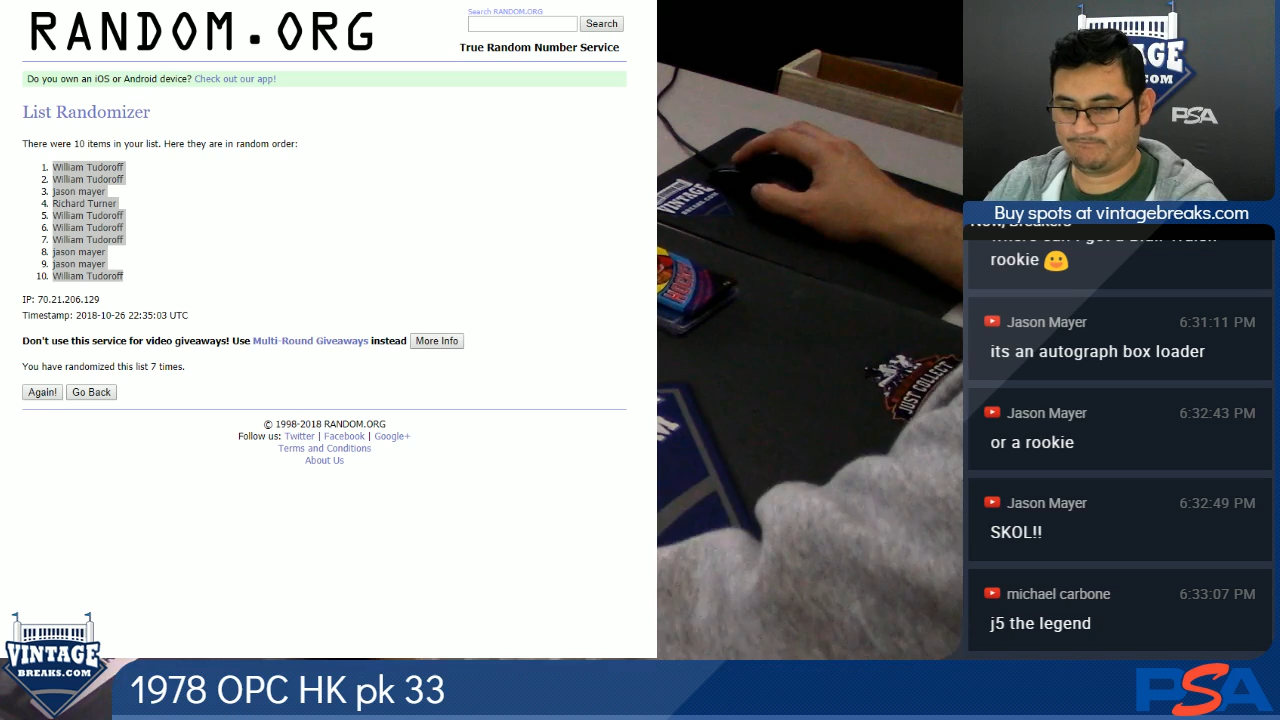 RANDOM.ORG
Search RANDOM.ORG
Search
True Random Number Service
Do you own an iOS or Android device? Check out our app!
List Randomizer
There were 10 items in your list. Here they are in random order:
1. William Tudoroff
2. William Tudoroff
3. jason mayer
4. Richard Turner
5. William Tudoroff
6. William Tudoroff
7. William Tudoroff
8. jason mayer
9. jason mayer
10. William Tudoroff
IP: 70.21.206.129
Timestamp: 2018-10-26 22:35:03 UTC
Don't use this service for video giveaways! Use Multi-Round Giveaways instead More Info
You have randomized this list 7 times.
Again! Go Back
© 1998-2018 RANDOM.ORG
Follow us: Twitter | Facebook | Google+
Terms and Conditions
About Us
VINTAGE
BREAKS.COM
JUST COLLECT
PSA
Buy spots at vintagebreaks.com
rookie 😛
Jason Mayer 6:31:11 PM
its an autograph box loader
Jason Mayer 6:32:43 PM
or a rookie
Jason Mayer 6:32:49 PM
SKOL!!
michael carbone 6:33:07 PM
j5 the legend
VINTAGE
BREAKS.COM
1978 OPC HK pk 33
PSA